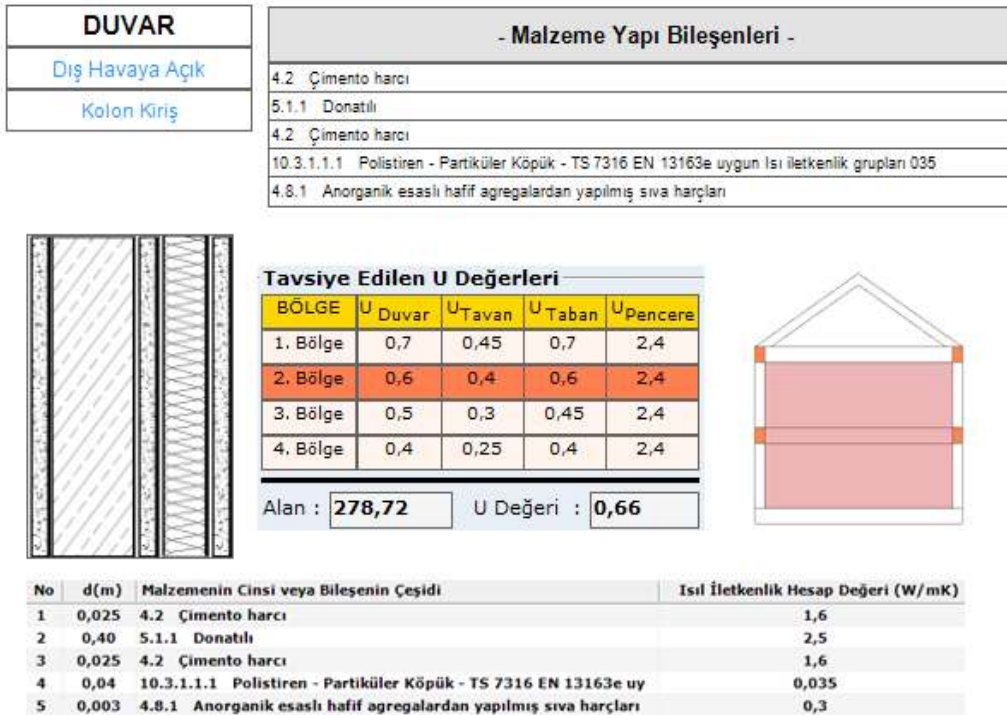 DUVAR
Dış Havaya Açık
Kolon Kiriş
- Malzeme Yapı Bileşenleri -
4.2 Çimento harcı
5.1.1 Donatılı
4.2 Çimento harcı
10.3.1.1.1 Polistiren - Partiküler Köpük - TS 7316 EN 13163e uygun Isı iletkenlik grupları 035
4.8.1 Anorganik esaslı hafif agregalardan yapılmış sıva harçları
Tavsiye Edilen U Değerleri
BÖLGE U Duvar U Tavan U Taban U Pencere
1. Bölge 0,7 0,45 0,7 2,4
2. Bölge 0,6 0,4 0,6 2,4
3. Bölge 0,5 0,3 0,45 2,4
4. Bölge 0,4 0,25 0,4 2,4
Alan : 278,72 U Değeri : 0,66
No d(m) Malzemenin Cinsi veya Bileşenin Çeşidi Isıl İletkenlik Hesap Değeri (W/mK)
1 0,025 4.2 Çimento harcı 1,6
2 0,40 5.1.1 Donatılı 2,5
3 0,025 4.2 Çimento harcı 1,6
4 0,04 10.3.1.1.1 Polistiren - Partiküler Köpük - TS 7316 EN 13163e uy 0,035
5 0,003 4.8.1 Anorganik esaslı hafif agregalardan yapılmış sıva harçları 0,3